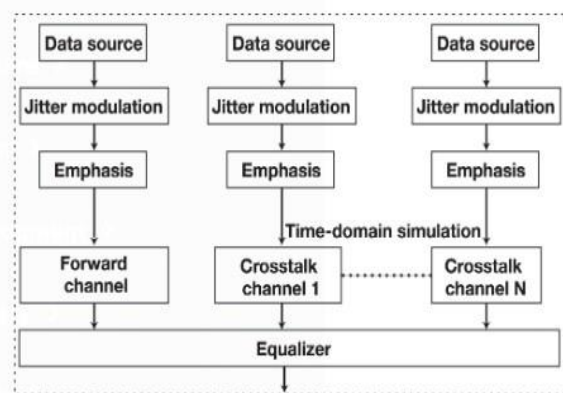 Data source
Data source
Data source
Jitter modulation
Jitter modulation
Jitter modulation
Emphasis
Emphasis
Emphasis
Time-domain simulation
Forward
channel
Crosstalk
channel 1
Crosstalk
channel N
Equalizer